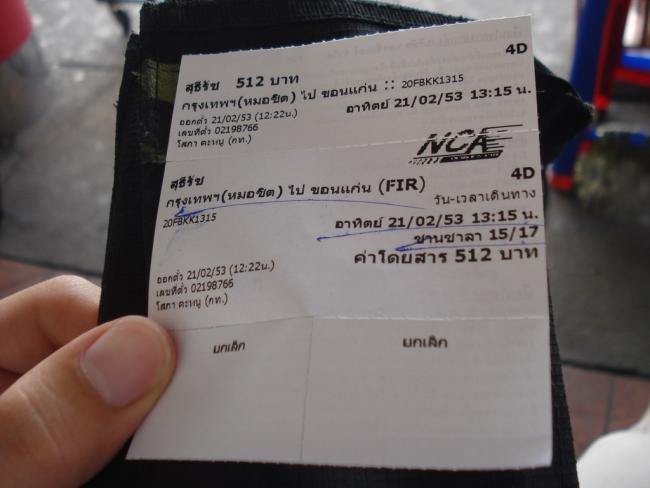 4D
สุธีรัช 512 บาท
กรุงเทพฯ(หมอชิต) ไป ขอนแก่น :: 20FBKK1315
อาทิตย์ 21/02/53 13:15 น.
ออกตั๋ว 21/02/53 (12:22น.)
เลขที่ตั๋ว 02198766
โสภา ตะหนู (กท.)
NCA
4D
สุธีรัช
กรุงเทพฯ(หมอชิต) ไป ขอนแก่น (FIR)
วัน-เวลาเดินทาง
20FBKK1315
อาทิตย์ 21/02/53 13:15 น.
ชานชาลา 15/17
ค่าโดยสาร 512 บาท
ออกตั๋ว 21/02/53 (12:22น.)
เลขที่ตั๋ว 02198766
โสภา ตะหนู (กท.)
ยกเลิก
ยกเลิก